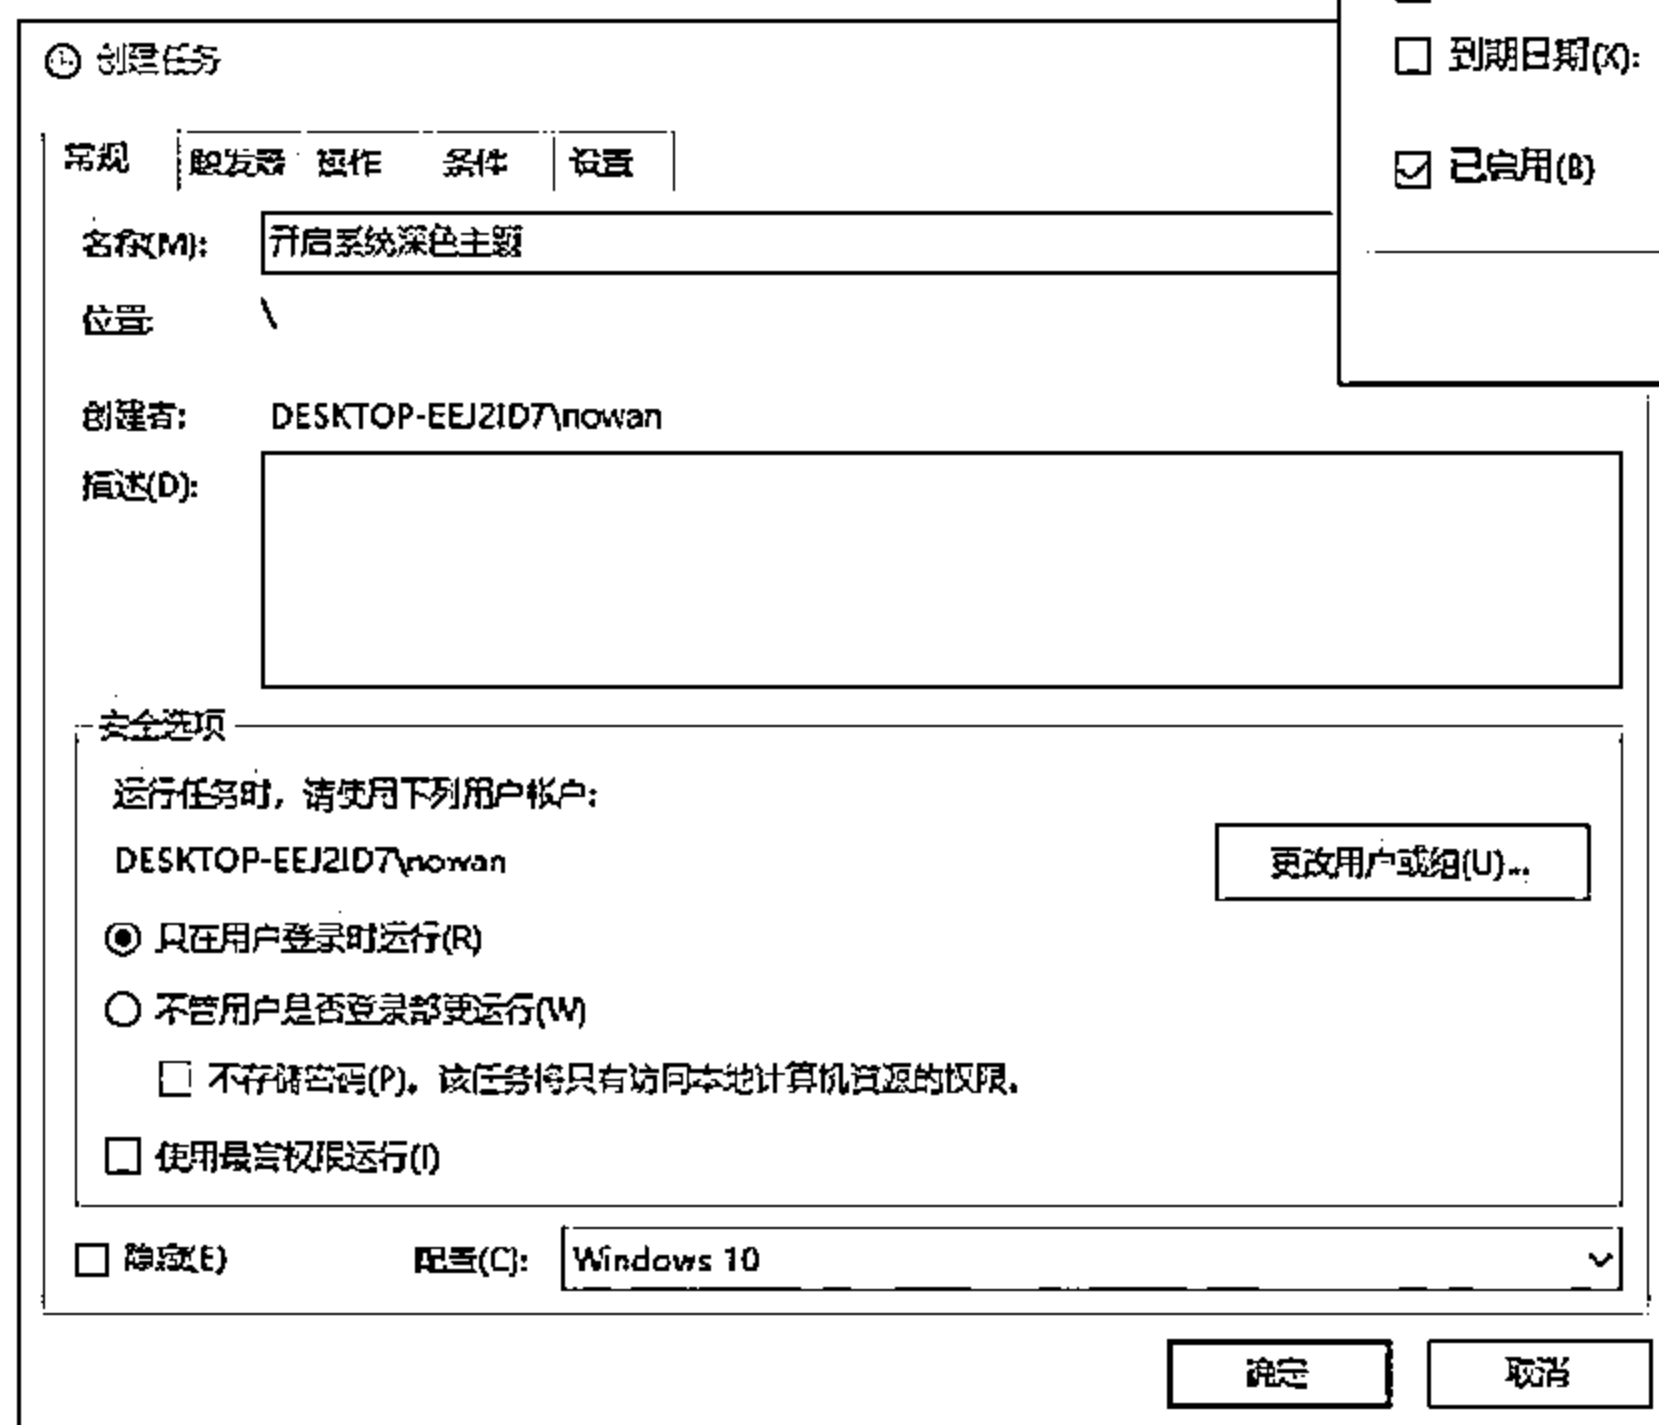 创建任务
到期日期(X):
已启用(B)
常规 触发器 操作 条件 设置
名称(M): 开启系统深色主题
位置: \
创建者: DESKTOP-EEJ2ID7\nowan
描述(D):
安全选项
运行任务时，请使用下列用户帐户:
DESKTOP-EEJ2ID7\nowan
更改用户或组(U)...
只在用户登录时运行(R)
不管用户是否登录都要运行(W)
不存储密码(P)。该任务将只有访问本地计算机资源的权限。
使用最高权限运行(I)
隐藏(E) 配置(C): Windows 10
确定 取消